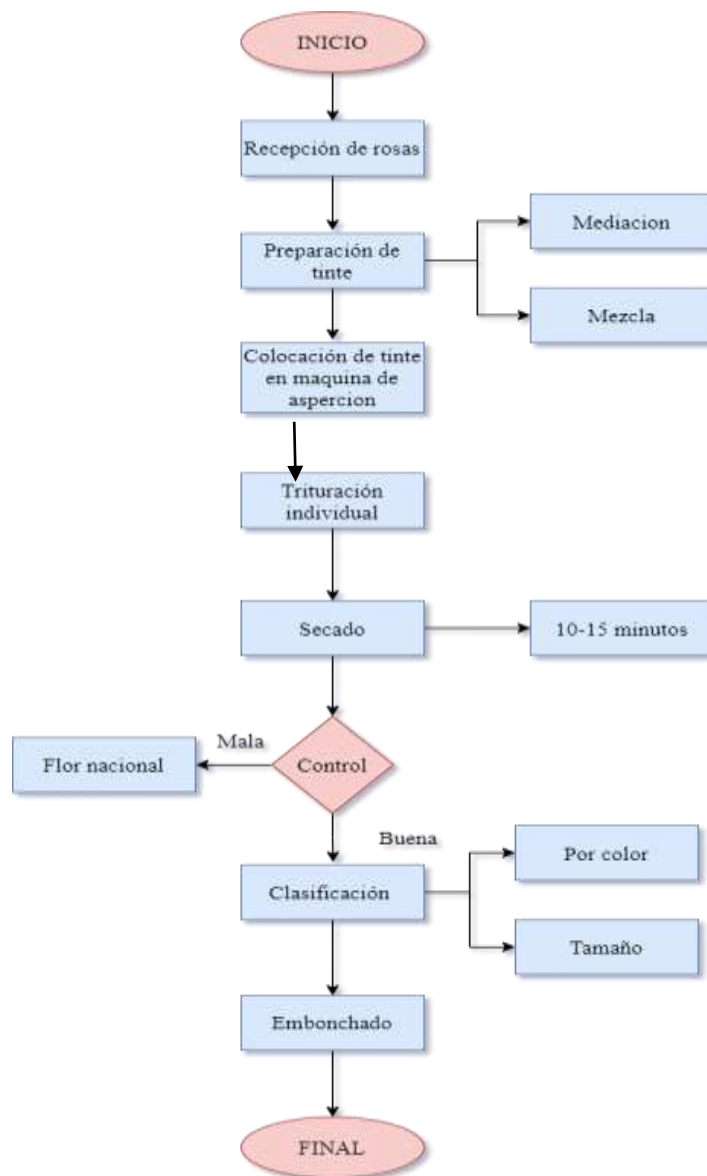 INICIO
Recepción de rosas
Preparación de
tinte
Mediacion
Mezcla
Colocación de tinte
en maquina de
aspercion
Trituración
individual
Secado
10-15 minutos
Mala
Flor nacional
Control
Buena
Clasificación
Por color
Tamaño
Embonchado
FINAL